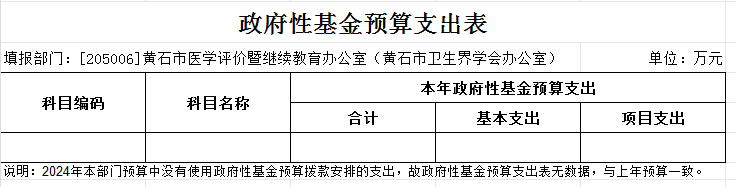 政府性基金预算支出表
填报部门：[205006]黄石市医学评价暨继续教育办公室（黄石市卫生界学会办公室） 单位：万元
科目编码 科目名称 本年政府性基金预算支出
合计 基本支出 项目支出
说明：2024年本部门预算中没有使用政府性基金预算拨款安排的支出，故政府性基金预算支出表无数据，与上年预算一致。